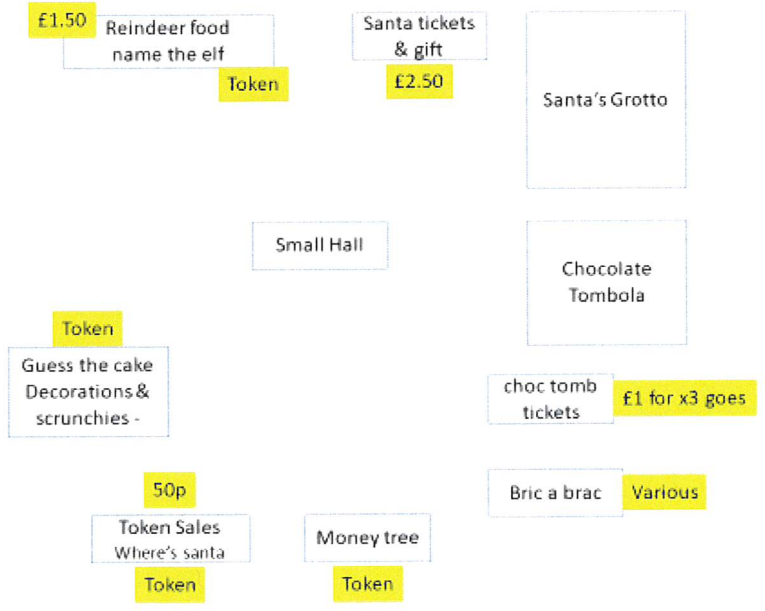 £1.50
Reindeer food
name the elf
Token
Santa tickets
& gift
£2.50
Santa's Grotto
Small Hall
Chocolate
Tombola
Token
Guess the cake
Decorations &
scrunchies -
choc tomb
tickets
£1 for x3 goes
Bric a brac
Various
50p
Token Sales
Where's santa
Token
Money tree
Token